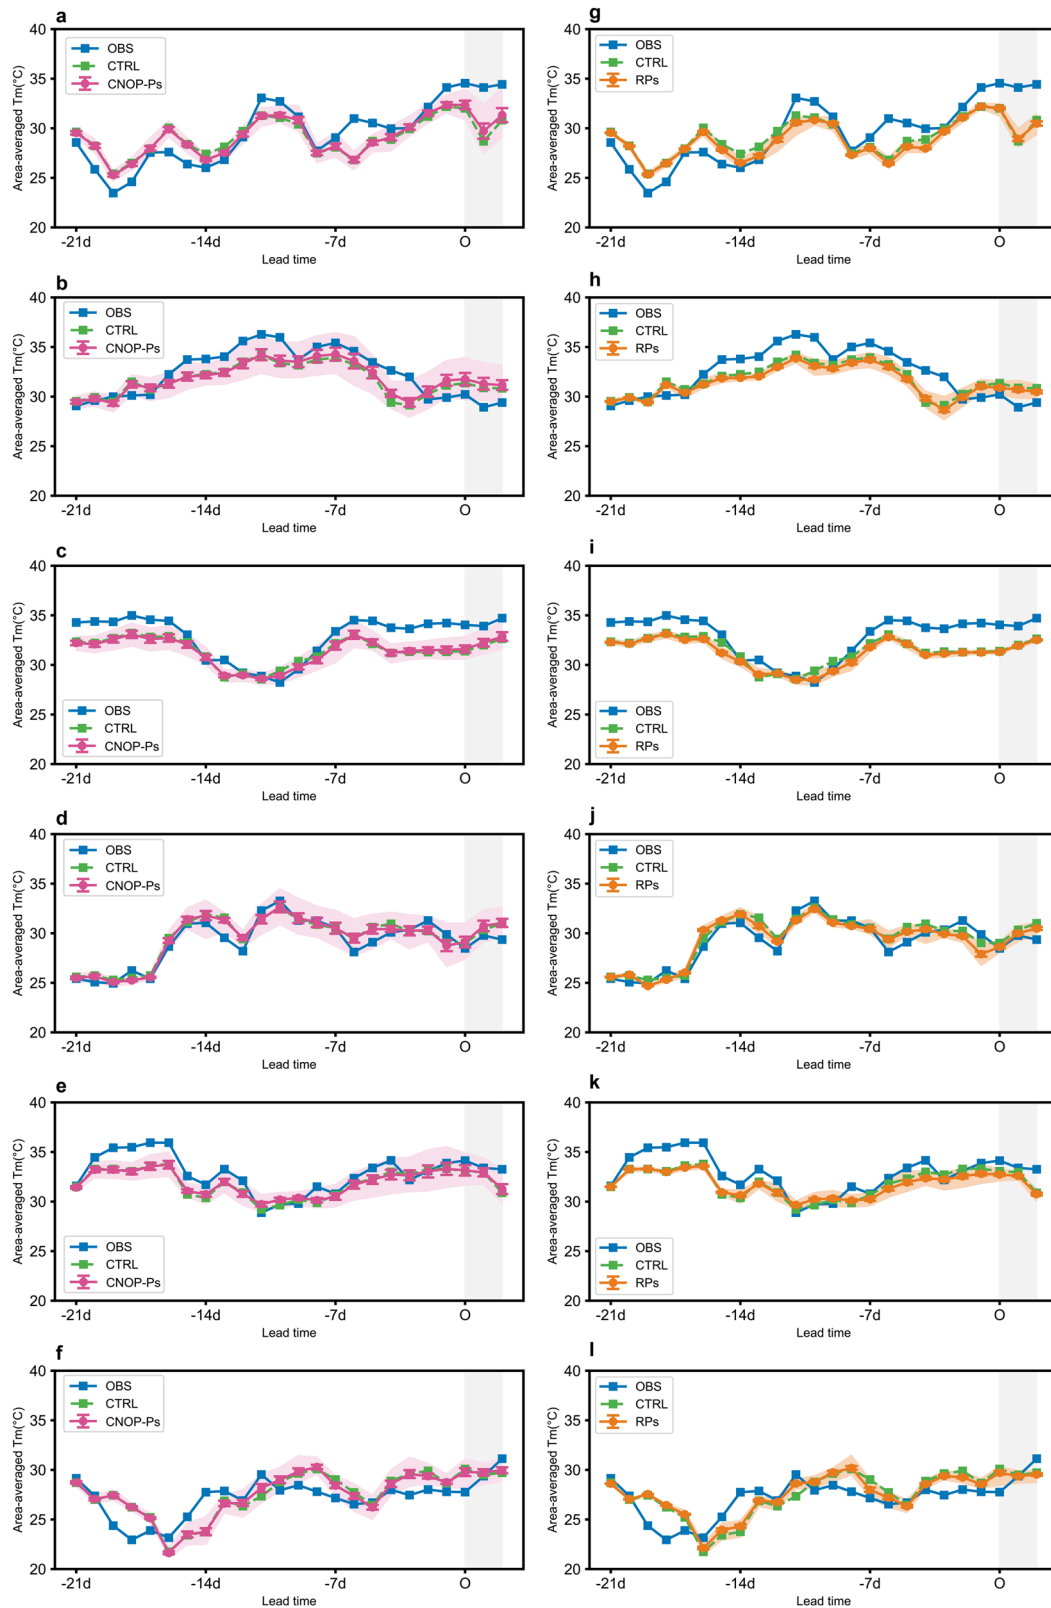 a
Area-averaged Tm(°C)
40
35
30
25
20
OBS
CTRL
CNOP-Ps
-21d
-14d
-7d
O
Lead time
g
Area-averaged Tm(°C)
40
35
30
25
20
OBS
CTRL
RPs
-21d
-14d
-7d
O
Lead time
b
Area-averaged Tm(°C)
40
35
30
25
20
OBS
CTRL
CNOP-Ps
-21d
-14d
-7d
O
Lead time
h
Area-averaged Tm(°C)
40
35
30
25
20
OBS
CTRL
RPs
-21d
-14d
-7d
O
Lead time
c
Area-averaged Tm(°C)
40
35
30
25
20
OBS
CTRL
CNOP-Ps
-21d
-14d
-7d
O
Lead time
i
Area-averaged Tm(°C)
40
35
30
25
20
OBS
CTRL
RPs
-21d
-14d
-7d
O
Lead time
d
Area-averaged Tm(°C)
40
35
30
25
20
OBS
CTRL
CNOP-Ps
-21d
-14d
-7d
O
Lead time
j
Area-averaged Tm(°C)
40
35
30
25
20
OBS
CTRL
RPs
-21d
-14d
-7d
O
Lead time
e
Area-averaged Tm(°C)
40
35
30
25
20
OBS
CTRL
CNOP-Ps
-21d
-14d
-7d
O
Lead time
k
Area-averaged Tm(°C)
40
35
30
25
20
OBS
CTRL
RPs
-21d
-14d
-7d
O
Lead time
f
Area-averaged Tm(°C)
40
35
30
25
20
OBS
CTRL
CNOP-Ps
-21d
-14d
-7d
O
Lead time
l
Area-averaged Tm(°C)
40
35
30
25
20
OBS
CTRL
RPs
-21d
-14d
-7d
O
Lead time